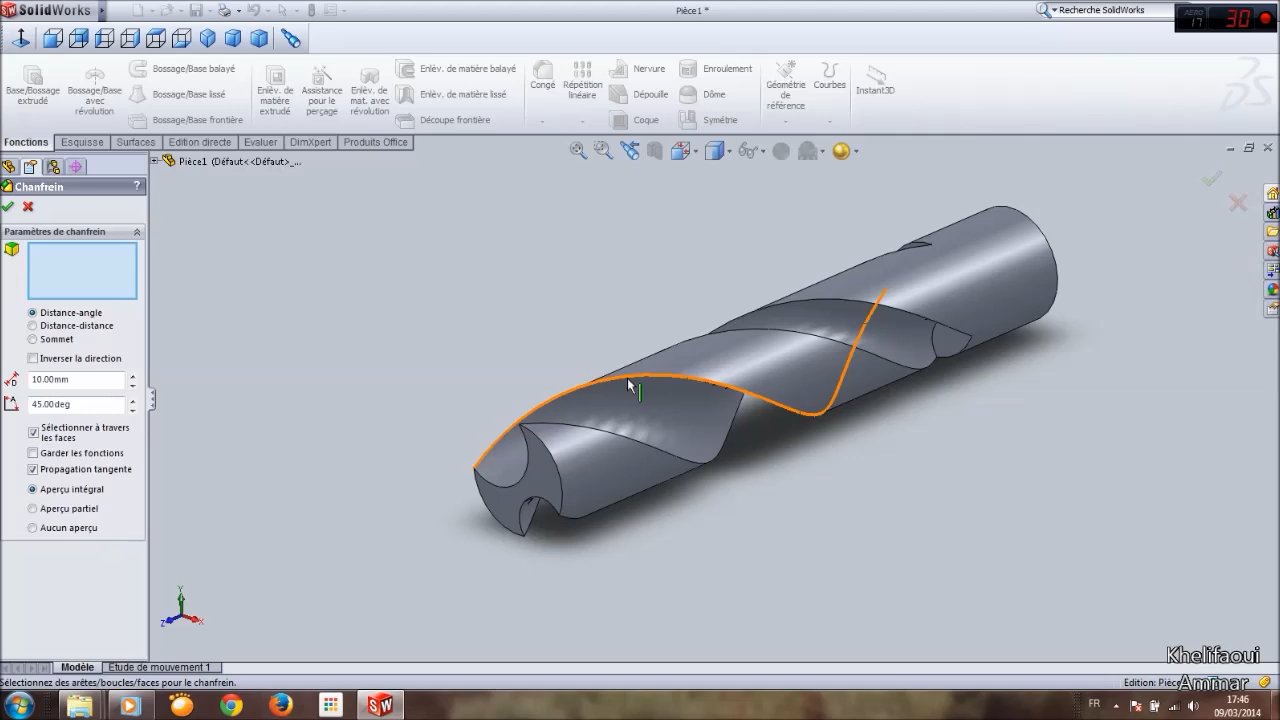 SolidWorks
Pièce1 *
Recherche SolidWorks
17
30
Base/Bossage extrudé
Bossage/Base avec révolution
Bossage/Base balayé
Bossage/Base lissé
Bossage/Base frontière
Enlèv. de matière extrudé
Assistance pour le perçage
Enlèv. de mat. avec révolution
Enlèv. de matière balayé
Enlèv. de matière lissé
Découpe frontière
Congé
Répétition linéaire
Nervure
Dépouille
Coque
Enroulement
Dôme
Symétrie
Géométrie de référence
Courbes
Instant3D
Fonctions
Esquisse
Surfaces
Edition directe
Evaluer
DimXpert
Produits Office
Pièce1 (Défaut<<Défaut>_...
Chanfrein
?
Paramètres de chanfrein
Distance-angle
Distance-distance
Sommet
Inverser la direction
10.00mm
45.00deg
Sélectionner à travers
les faces
Garder les fonctions
Propagation tangente
Aperçu intégral
Aperçu partiel
Aucun aperçu
Y
Z
X
Modèle
Etude de mouvement 1
Sélectionnez des arêtes/boucles/faces pour le chanfrein.
Edition: Pièce
Khelifaoui
Ammar
FR
17:46
09/03/2014